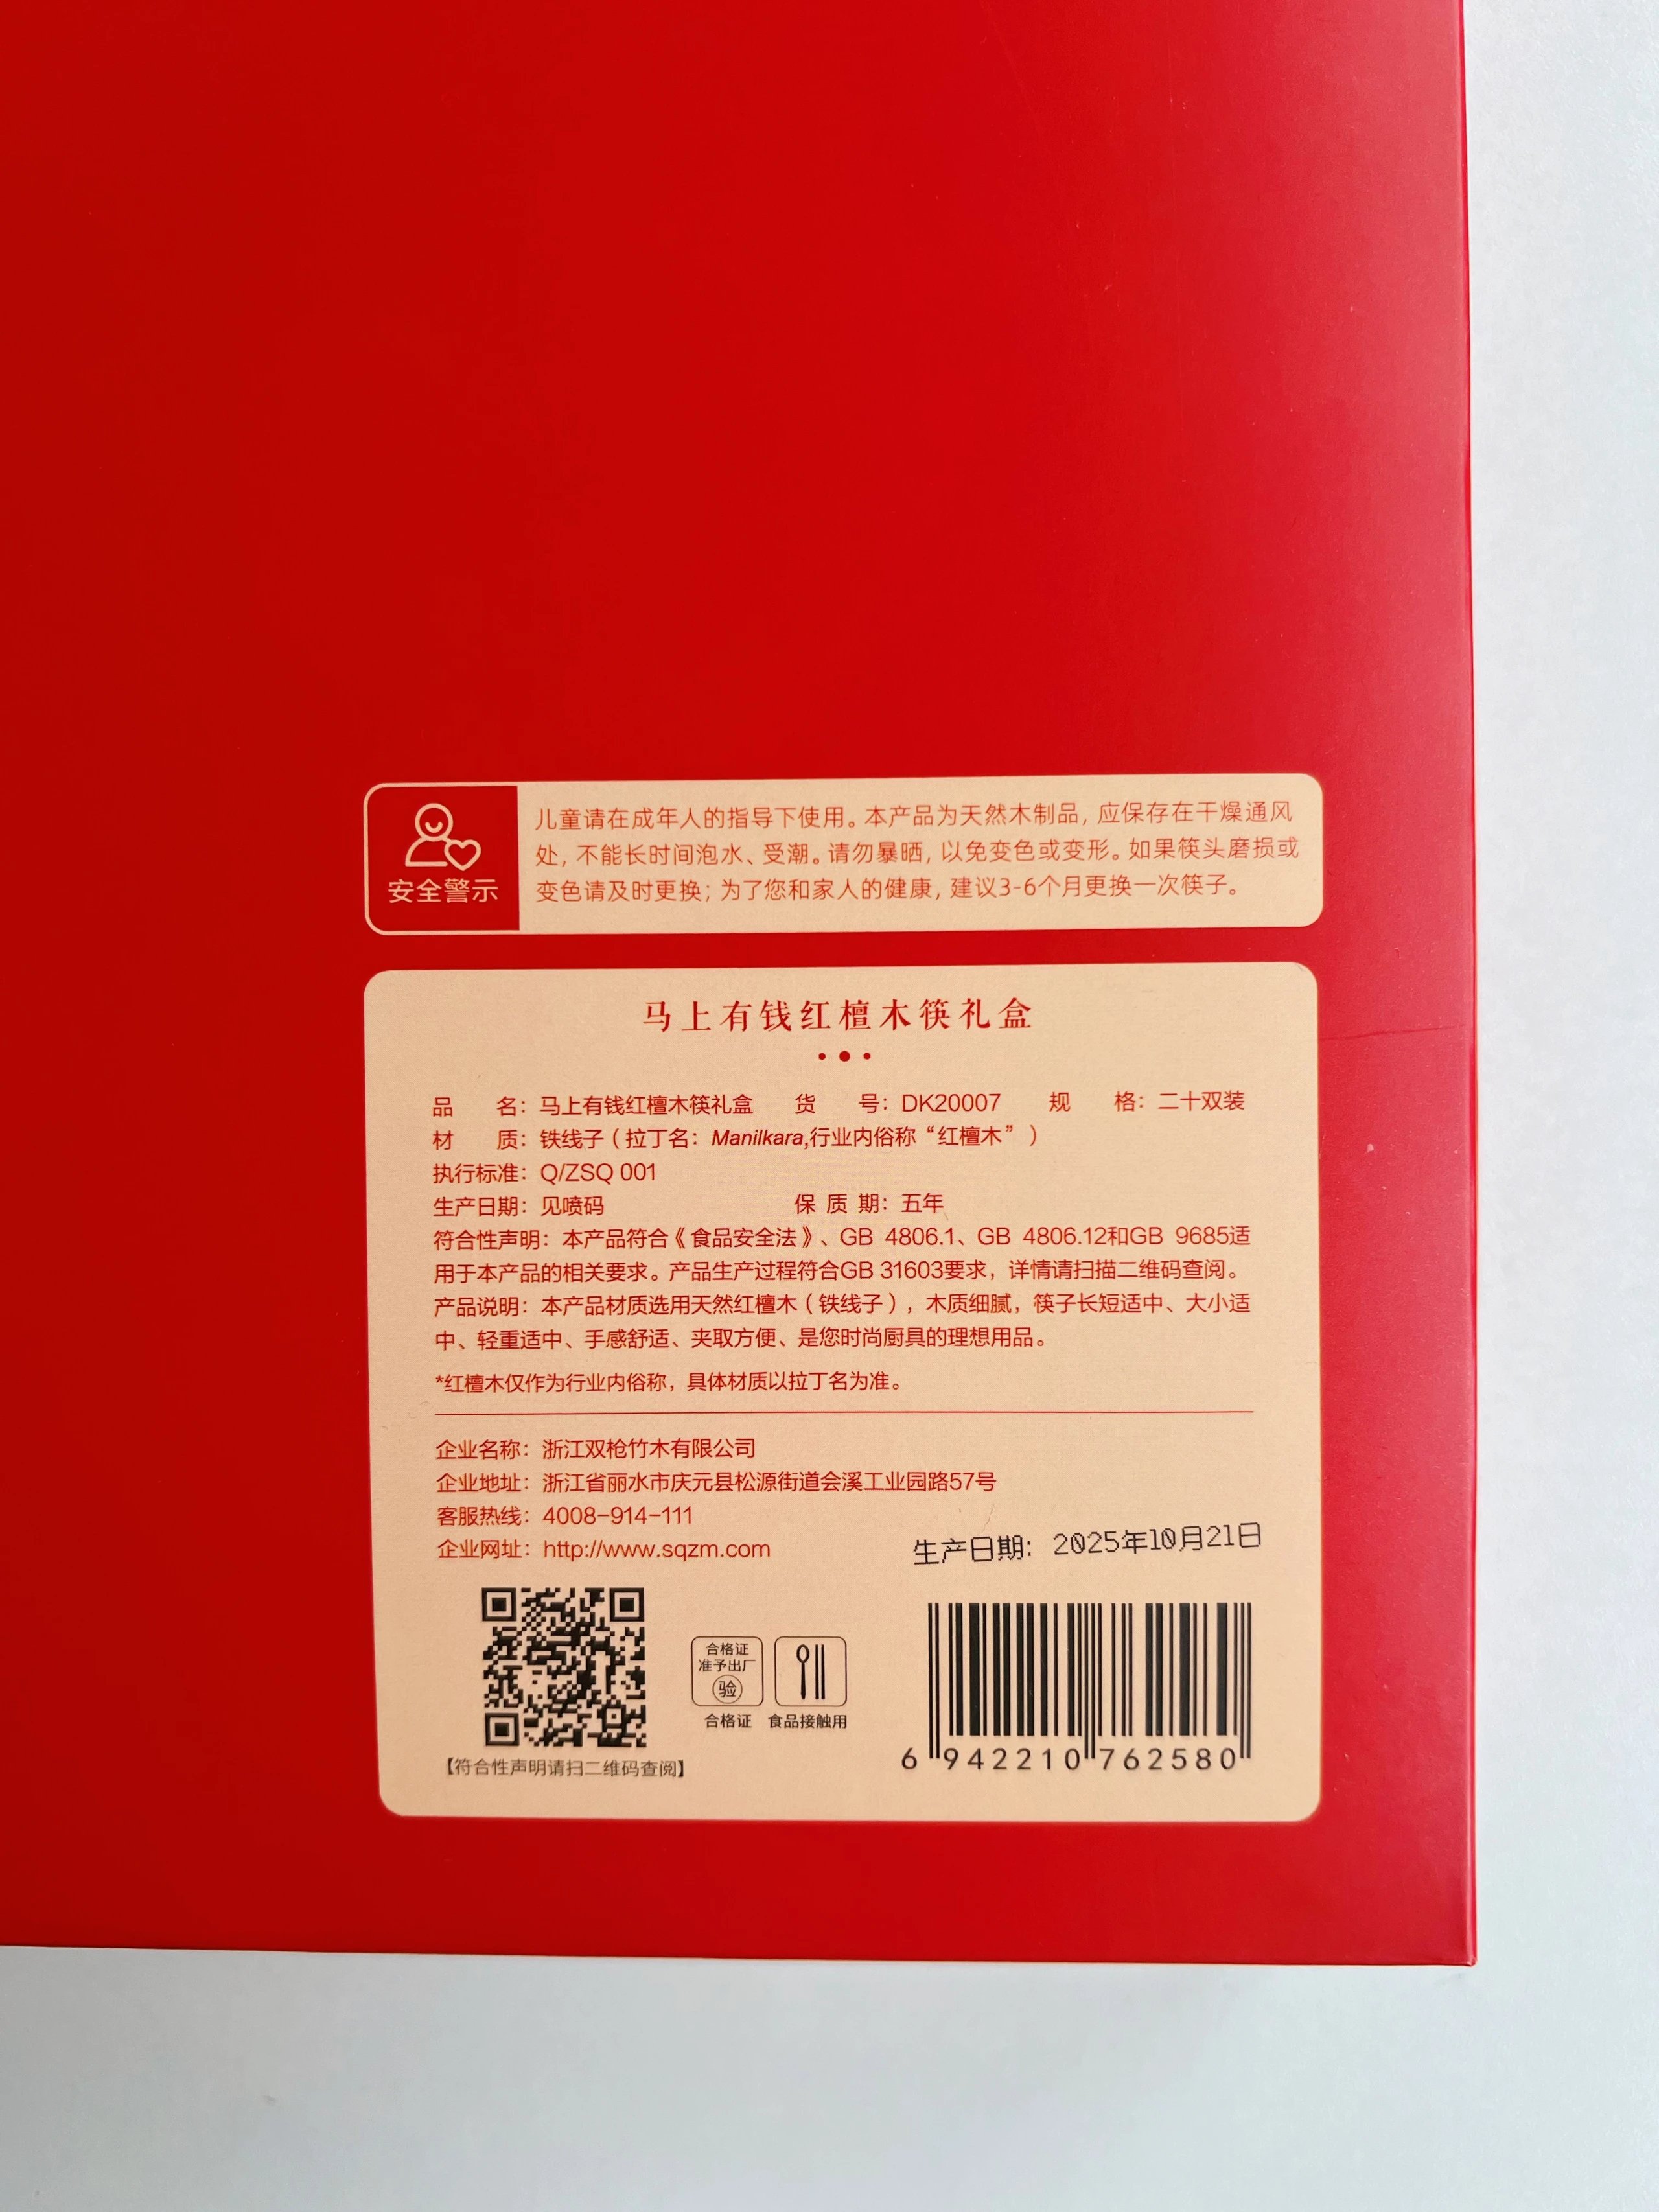 安全警示
儿童请在成年人的指导下使用。本产品为天然木制品，应保存在干燥通风
处，不能长时间泡水、受潮。请勿暴晒，以免变色或变形。如果筷头磨损或
变色请及时更换；为了您和家人的健康，建议3-6个月更换一次筷子。
马上有钱红檀木筷礼盒
品 名：马上有钱红檀木筷礼盒 货 号：DK20007 规 格：二十双装
材 质：铁线子（拉丁名：Manilkara,行业内俗称“红檀木”）
执行标准：Q/ZSQ 001
生产日期：见喷码 保 质 期：五年
符合性声明：本产品符合《食品安全法》、GB 4806.1、GB 4806.12和GB 9685适
用于本产品的相关要求。产品生产过程符合GB 31603要求，详情请扫描二维码查阅。
产品说明：本产品材质选用天然红檀木（铁线子），木质细腻，筷子长短适中、大小适
中、轻重适中、手感舒适、夹取方便、是您时尚厨具的理想用品。
*红檀木仅作为行业内俗称，具体材质以拉丁名为准。
企业名称：浙江双枪竹木有限公司
企业地址：浙江省丽水市庆元县松源街道会溪工业园路57号
客服热线：4008-914-111
企业网址：http://www.sqzm.com
生产日期：2025年10月21日
合格证
准予出厂
验
合格证 食品接触用
【符合性声明请扫二维码查阅】
6 942210 762580